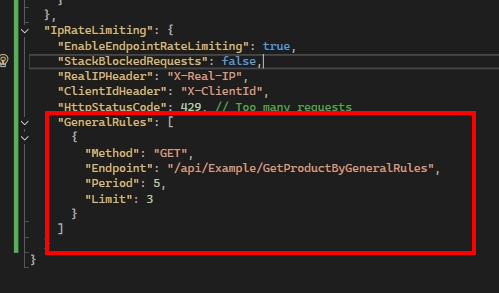 }
},
"IpRateLimiting": {
"EnableEndpointRateLimiting": true,
"StackBlockedRequests": false,
"RealIPHeader": "X-Real-IP",
"ClientIdHeader": "X-ClientId",
"HttpStatusCode": 429, // Too many requests
"GeneralRules": [
{
"Method": "GET",
"Endpoint": "/api/Example/GetProductByGeneralRules",
"Period": 5,
"Limit": 3
}
]
}
}